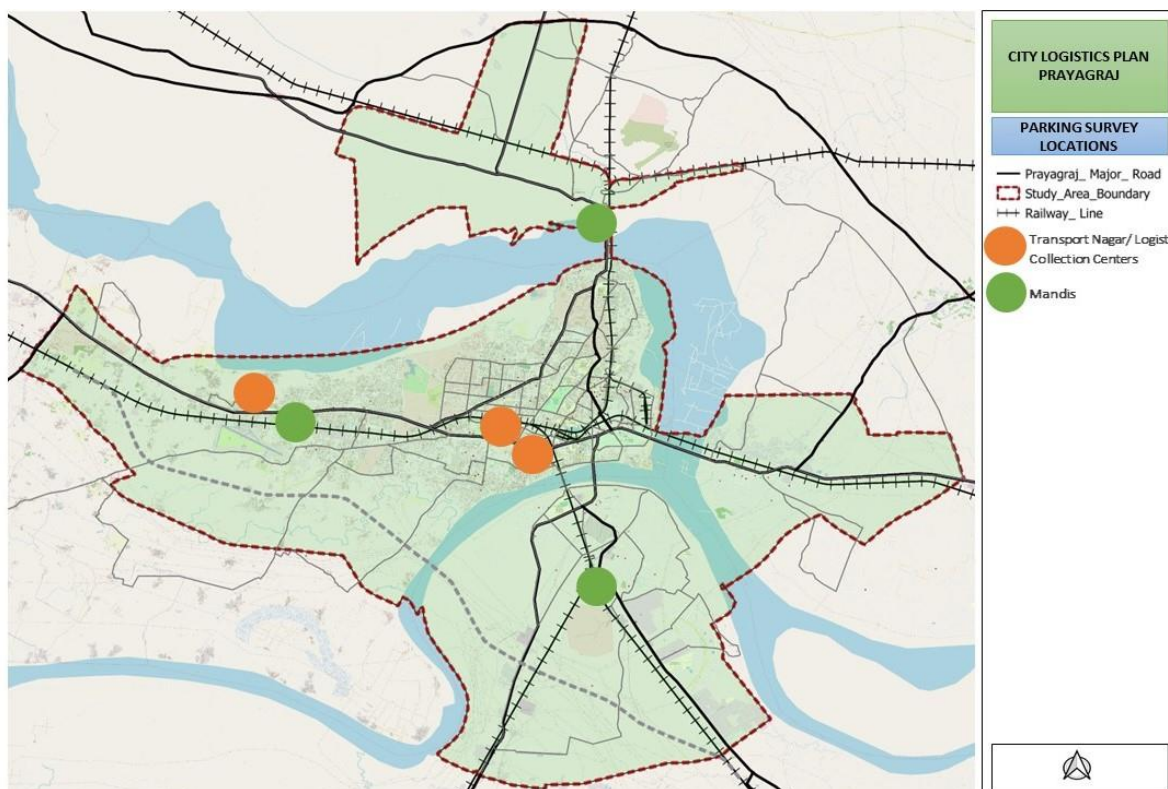 CITY LOGISTICS PLAN
PRAYAGRAJ
PARKING SURVEY
LOCATIONS
Prayagraj_ Major_ Road
Study_Area_Boundary
Railway_ Line
Transport Nagar/ Logist
Collection Centers
Mandis